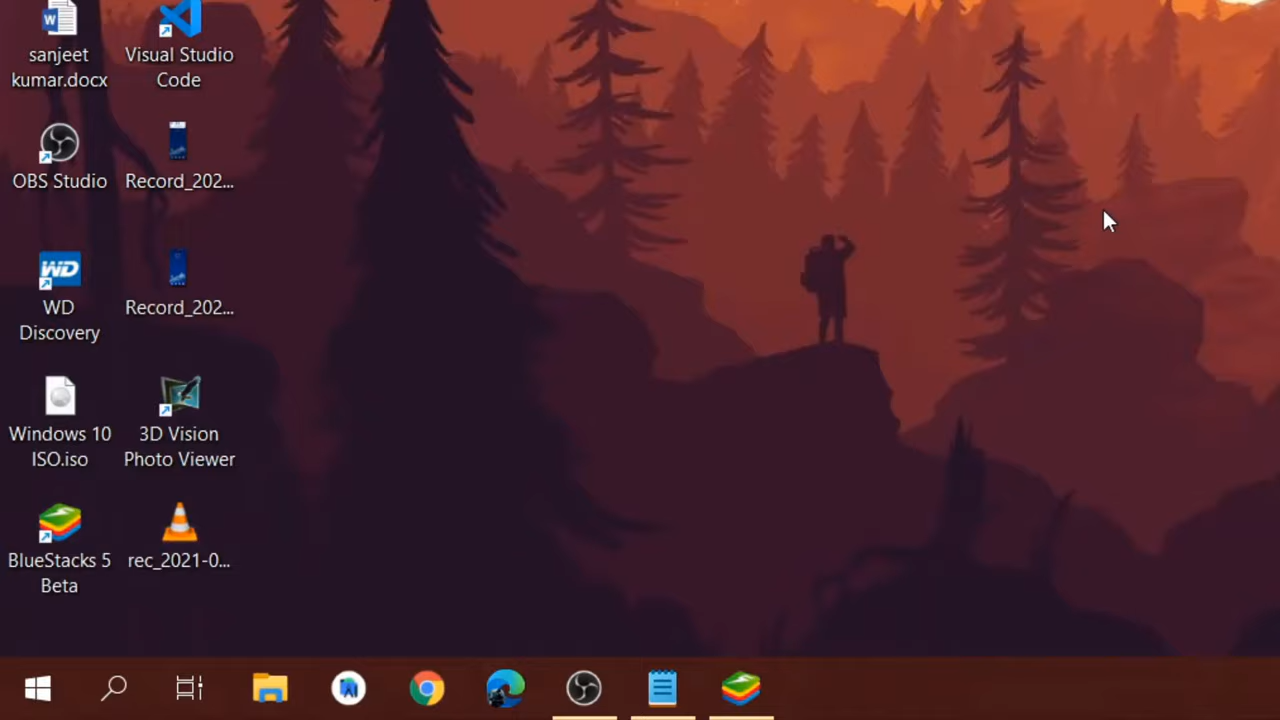 sanjeet
kumar.docx
Visual Studio
Code
OBS Studio
Record_202...
WD
WD
Discovery
Record_202...
Windows 10
ISO.iso
3D Vision
Photo Viewer
BlueStacks 5
Beta
rec_2021-0...